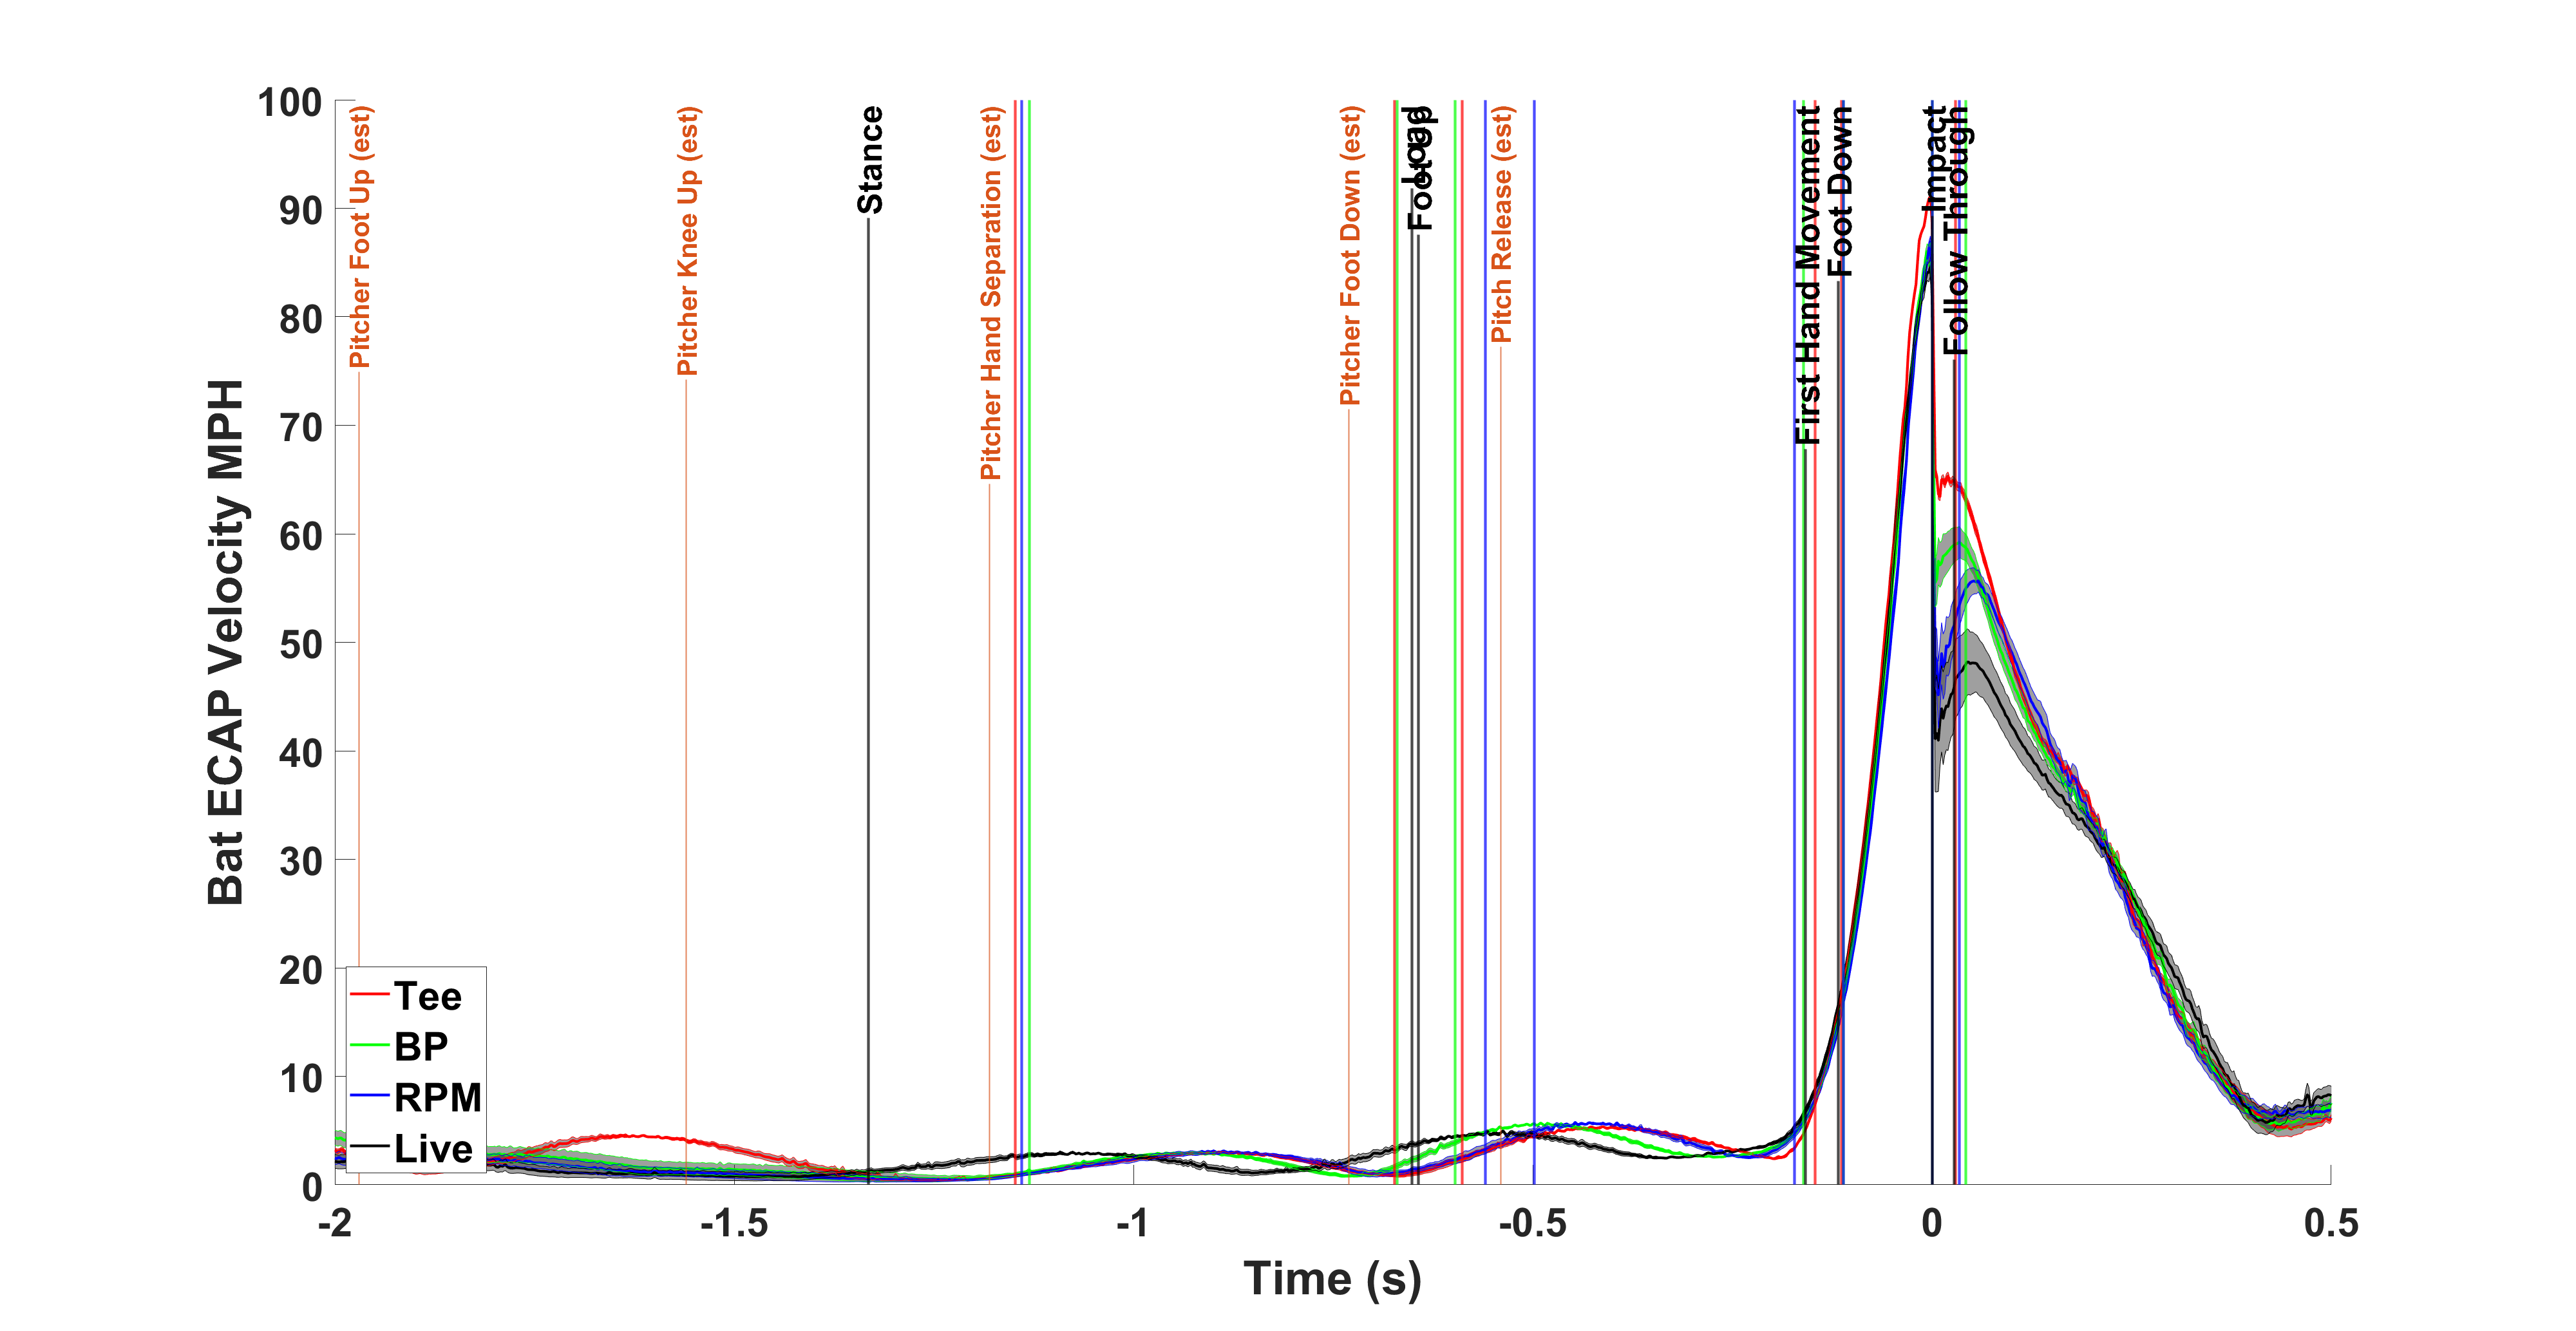 100
90
80
70
60
50
40
30
20
10
0
Bat ECAP Velocity MPH
Pitcher Foot Up (est)
Pitcher Knee Up (est)
Stance
Pitcher Hand Separation (est)
Pitcher Foot Down (est)
Load
Foot Up
Pitch Release (est)
First Hand Movement
Foot Down
Impact
Follow Through
Tee
BP
RPM
Live
-2
-1.5
-1
-0.5
0
0.5
Time (s)